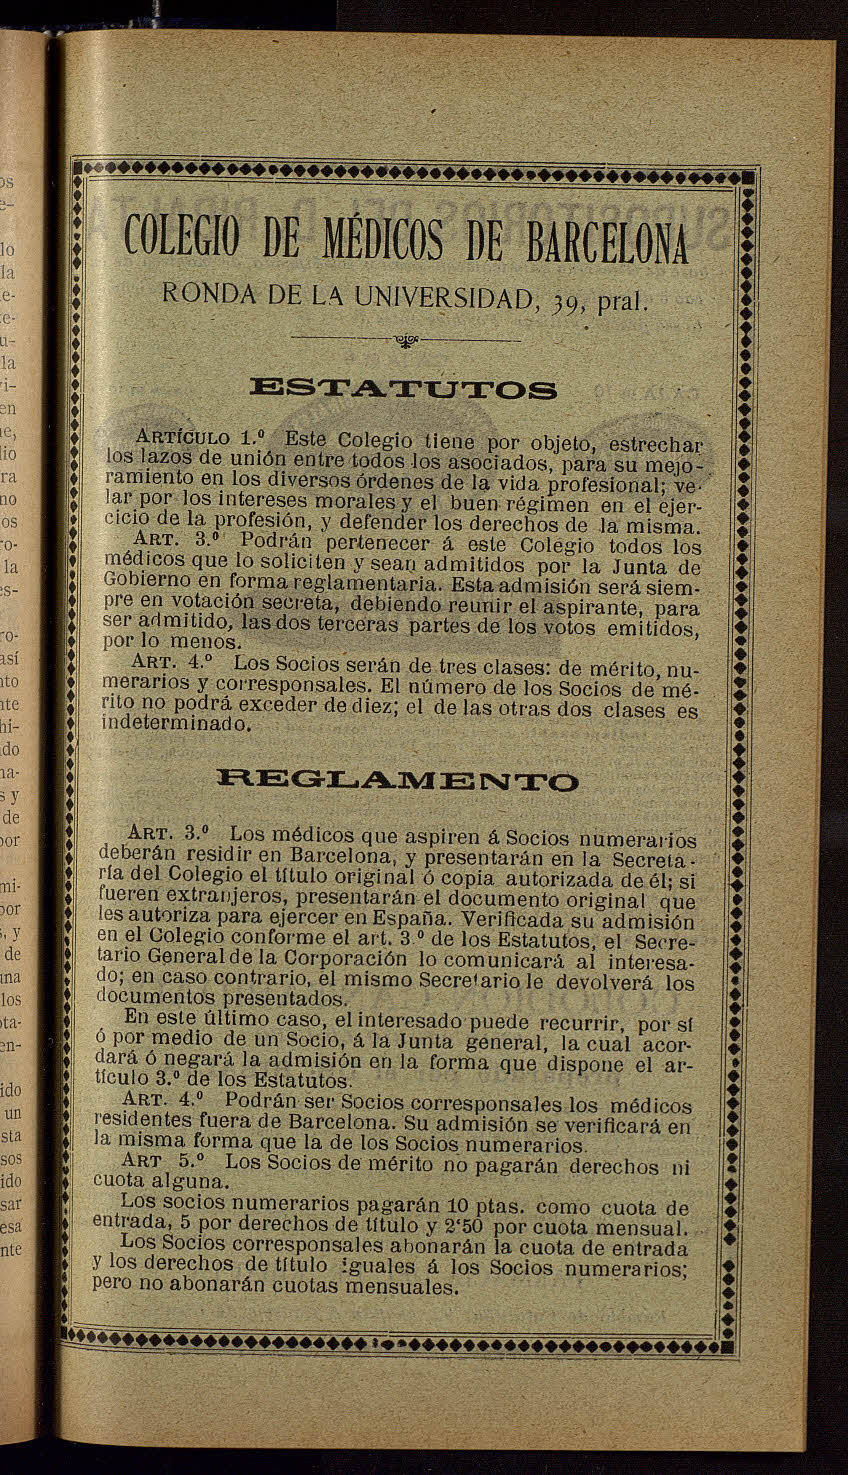 COLEGIO DE MÉDICOS DE BARCELONA
RONDA DE LA UNIVERSIDAD, 39, pral.
ESTATUTOS
ARTÍCULO 1.º Este Colegio tiene por objeto, estrechar
los lazos de unión entre todos los asociados, para su mejo-
ramiento en los diversos órdenes de la vida profesional; ve-
lar por los intereses morales y el buen régimen en el ejer-
cicio de la profesión, y defender los derechos de la misma.
ART. 3.º Podrán pertenecer á este Colegio todos los
médicos que lo soliciten y sean admitidos por la Junta de
Gobierno en forma reglamentaria. Esta admisión será siem-
pre en votación secreta, debiendo reunir el aspirante, para
ser admitido, las dos terceras partes de los votos emitidos,
por lo menos.
ART. 4.º Los Socios serán de tres clases: de mérito, nu-
merarios y corresponsales. El número de los Socios de mé-
rito no podrá exceder de diez; el de las otras dos clases es
indeterminado.
REGLAMENTO
ART. 3.º Los médicos que aspiren á Socios numerarios
deberán residir en Barcelona, y presentarán en la Secreta-
ría del Colegio el título original ó copia autorizada de él; si
fueren extranjeros, presentarán el documento original que
les autoriza para ejercer en España. Verificada su admisión
en el Colegio conforme el art. 3.º de los Estatutos, el Secre-
tario General de la Corporación lo comunicará al interesa-
do; en caso contrario, el mismo Secretario le devolverá los
documentos presentados.
En este último caso, el interesado puede recurrir, por sí
ó por medio de un Socio, á la Junta general, la cual acor-
dará ó negará la admisión en la forma que dispone el ar-
tículo 3.º de los Estatutos.
ART. 4.º Podrán ser Socios corresponsales los médicos
residentes fuera de Barcelona. Su admisión se verificará en
la misma forma que la de los Socios numerarios.
ART 5.º Los Socios de mérito no pagarán derechos ni
cuota alguna.
Los socios numerarios pagarán 10 ptas. como cuota de
entrada, 5 por derechos de título y 2'50 por cuota mensual.
Los Socios corresponsales abonarán la cuota de entrada
y los derechos de título iguales á los Socios numerarios;
pero no abonarán cuotas mensuales.